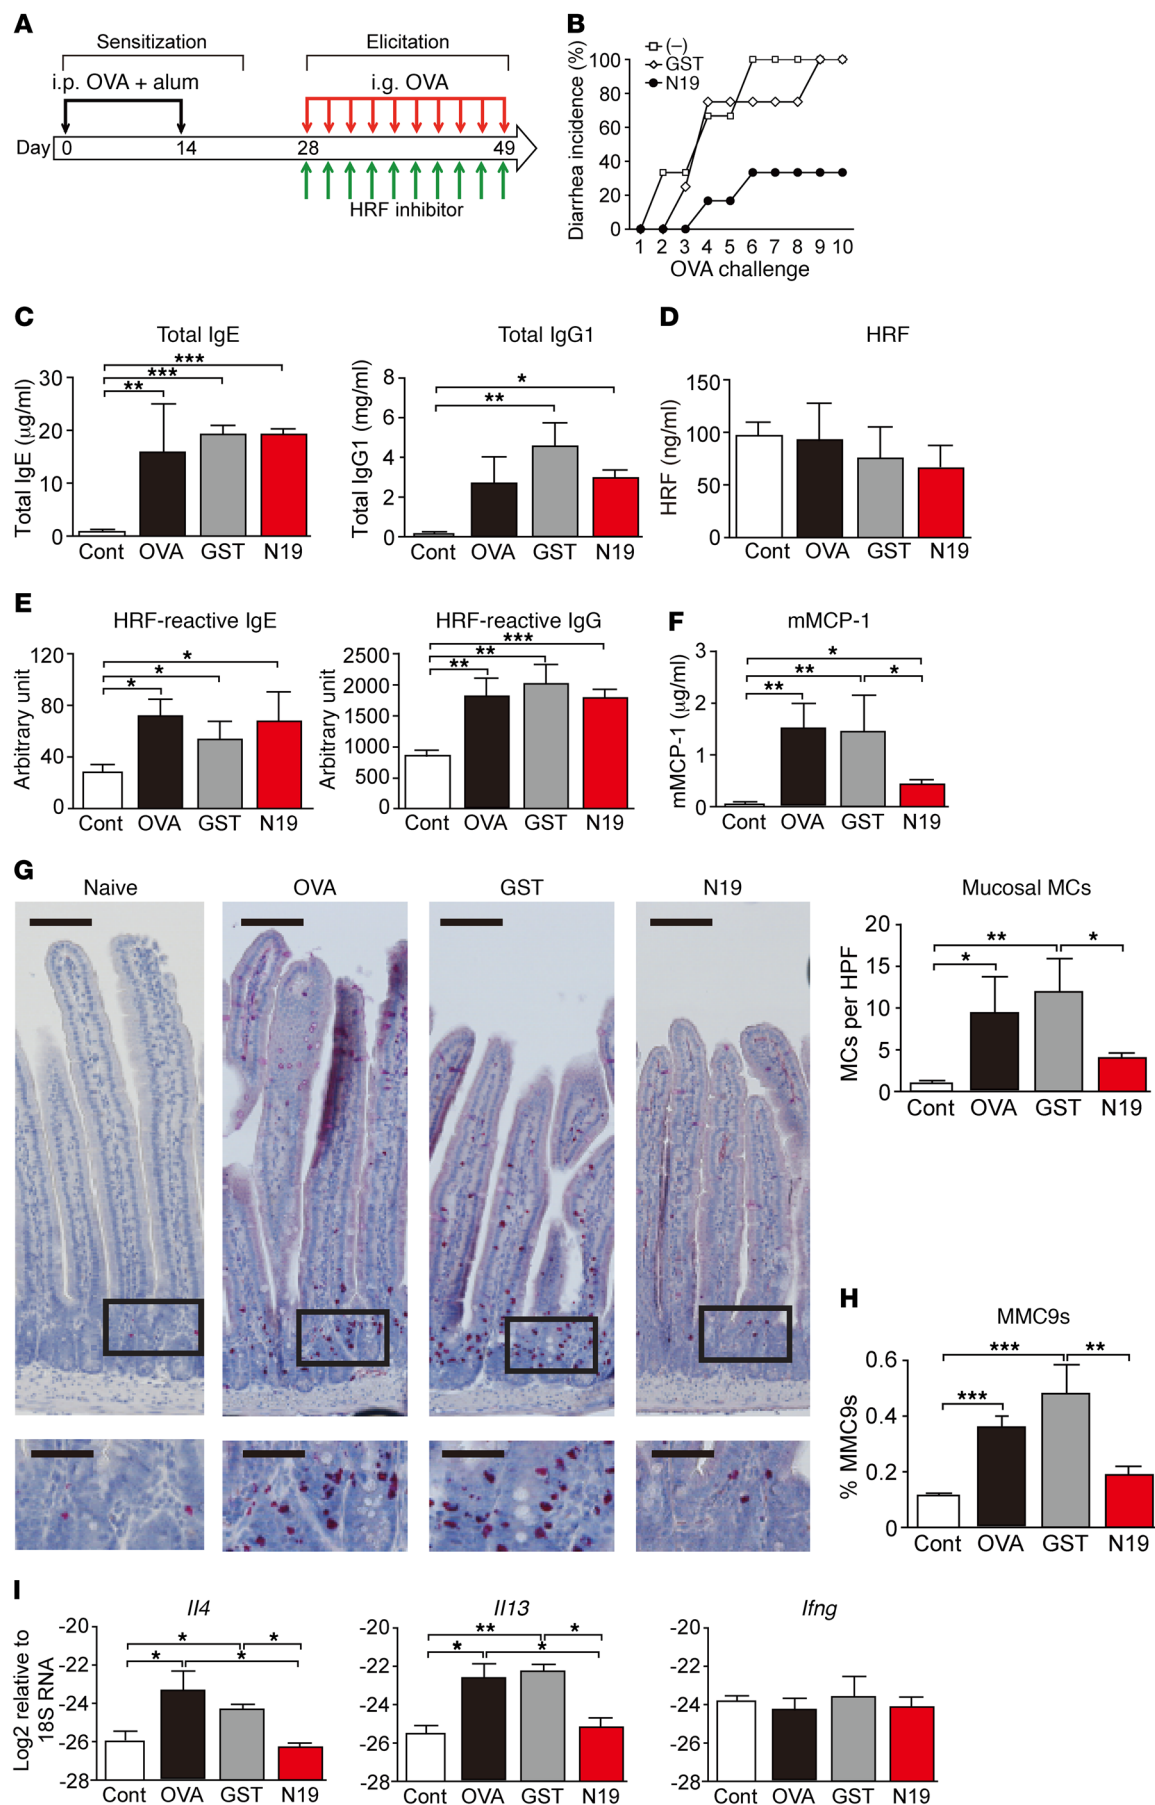 A
Sensitization
Elicitation
i.p. OVA + alum
i.g. OVA
Day
0
14
28
49
HRF inhibitor
B
Diarrhea incidence (%)
(–)
GST
N19
100
80
60
40
20
0
1 2 3 4 5 6 7 8 9 10
OVA challenge
C
Total IgE
Total IgE (μg/ml)
***
***
**
30
20
10
0
Cont OVA GST N19
Total IgG1
Total IgG1 (mg/ml)
*
**
8
6
4
2
0
Cont OVA GST N19
D
HRF
HRF (ng/ml)
150
100
50
0
Cont OVA GST N19
E
HRF-reactive IgE
Arbitrary unit
*
*
*
120
80
40
0
Cont OVA GST N19
HRF-reactive IgG
Arbitrary unit
***
**
**
2500
2000
1500
1000
500
0
Cont OVA GST N19
F
mMCP-1
mMCP-1 (μg/ml)
*
** *
**
3
2
1
0
Cont OVA GST N19
G
Naive
OVA
GST
N19
Mucosal MCs
MCs per HPF
** *
*
20
15
10
5
0
Cont OVA GST N19
H
MMC9s
% MMC9s
*** **
***
0.6
0.4
0.2
0
Cont OVA GST N19
I
Il4
Log2 relative to
18S RNA
* *
* *
-20
-22
-24
-26
-28
Cont OVA GST N19
Il13
** *
* *
-20
-22
-24
-26
-28
Cont OVA GST N19
Ifng
-20
-22
-24
-26
-28
Cont OVA GST N19